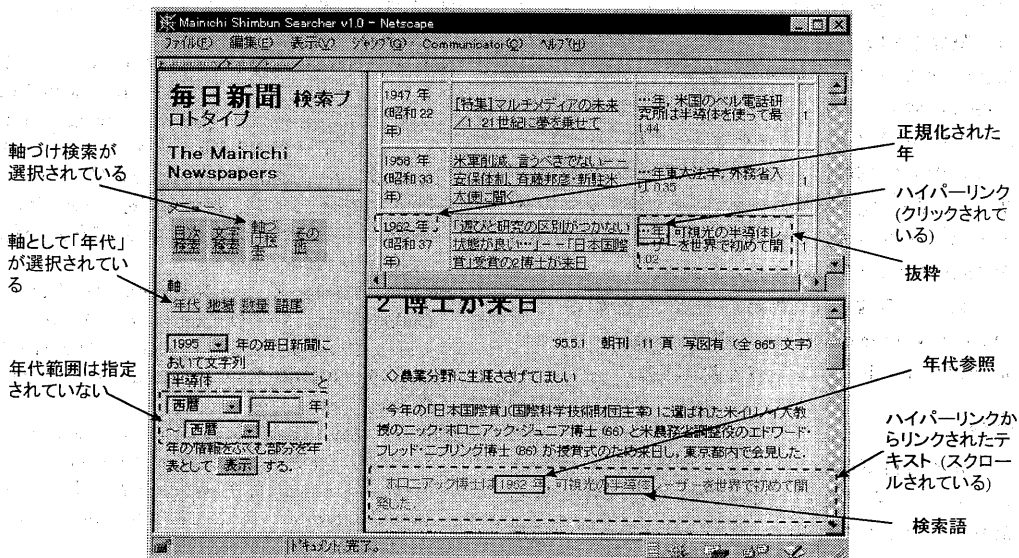 Mainichi Shimbun Searcher v1.0 - Netscape
ファイル(F) 編集(E) 表示(V) ジャンプ(G) Communicator(C) ヘルプ(H)
毎日新聞 検索プ
ロトタイプ
The Mainichi
Newspapers
メニュー
目次
検索
文字
検索
軸づ
け検
索
その
他
軸
年代 地域 数量 語尾
1995 年の毎日新聞に
おいて文字列
半導体 と
西暦 年
～ 西暦
年の情報をふくむ部分を年
表として 表示 する.
1947 年
(昭和 22
年)
[特集]マルチメディアの未来
／1 21世紀に夢を乗せて
…年, 米国のベル電話研
究所は半導体を使って最
1.44
1
1958 年
(昭和 33
年)
米軍削減、言うべきでない－－
安保体制、斉藤邦彦・新駐米
大使に聞く
…年東大法卒, 外務省入
り 0.35
1
1962 年
(昭和 37
年)
「遊びと研究の区別がつかない
状態が良い…」－－「日本国際
賞」受賞の2博士が来日
…年, 可視光の半導体レ
ーザーを世界で初めて開
1.02
1
2 博士が来日
'95.5.1 朝刊 11 頁 写図有 (全 865 文字)
◇農業分野に生涯ささげてほしい
今年の「日本国際賞」(国際科学技術財団主宰) に選ばれた米イリノイ大教
授のニック・ホロニアック・ジュニア博士 (66) と米農務省調整役のエドワード・
フレッド・ニプリング博士 (86) が授賞式のため来日し, 東京都内で会見した.
ホロニアック博士は 1962 年, 可視光の半導体レーザーを世界で初めて開
発した.
ドキュメント: 完了。
軸づけ検索が
選択されている
軸として「年代」
が選択されてい
る
年代範囲は指定
されていない
正規化された
年
ハイパーリンク
(クリックされて
いる)
抜粋
年代参照
ハイパーリンクか
らリンクされたテ
キスト (スクロー
ルされている)
検索語